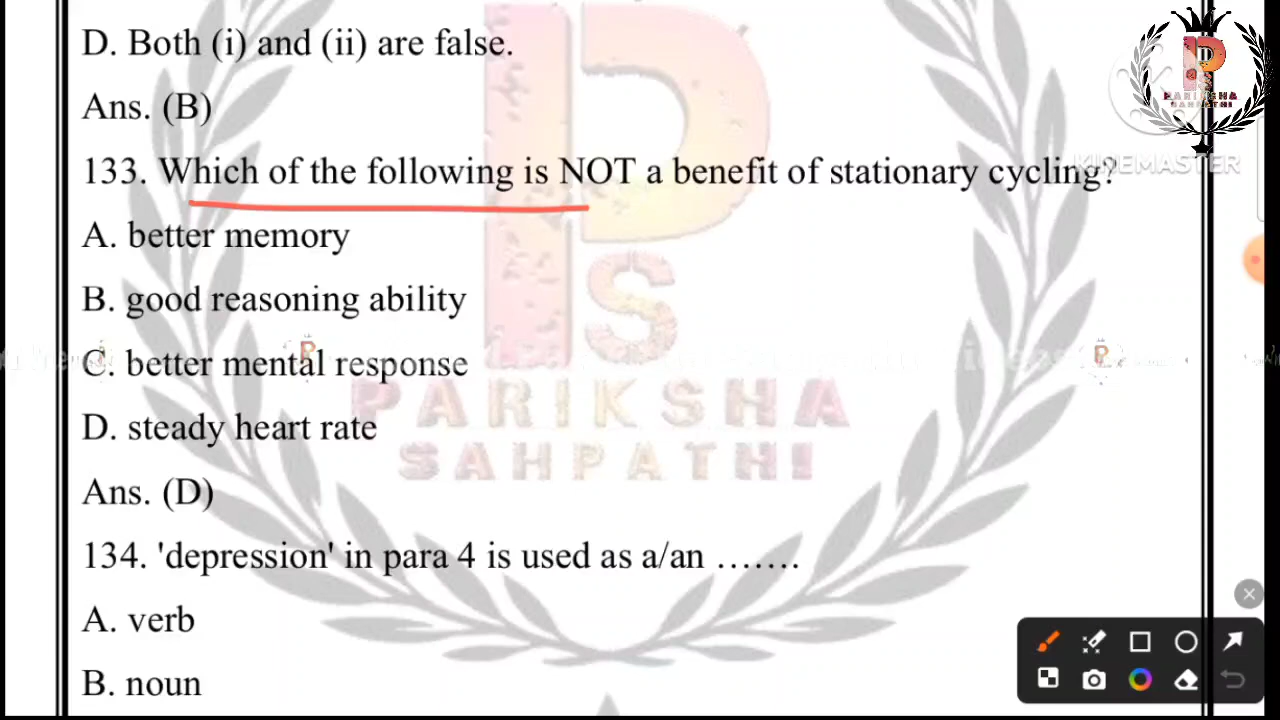 D. Both (i) and (ii) are false.
Ans. (B)
133. Which of the following is NOT a benefit of stationary cycling?
KINEMASTER
A. better memory
B. good reasoning ability
C. better mental response
D. steady heart rate
PARIKSHA
SAHPATHI
Ans. (D)
134. 'depression' in para 4 is used as a/an …….
A. verb
B. noun
PARIKSHA
SAHPATHI